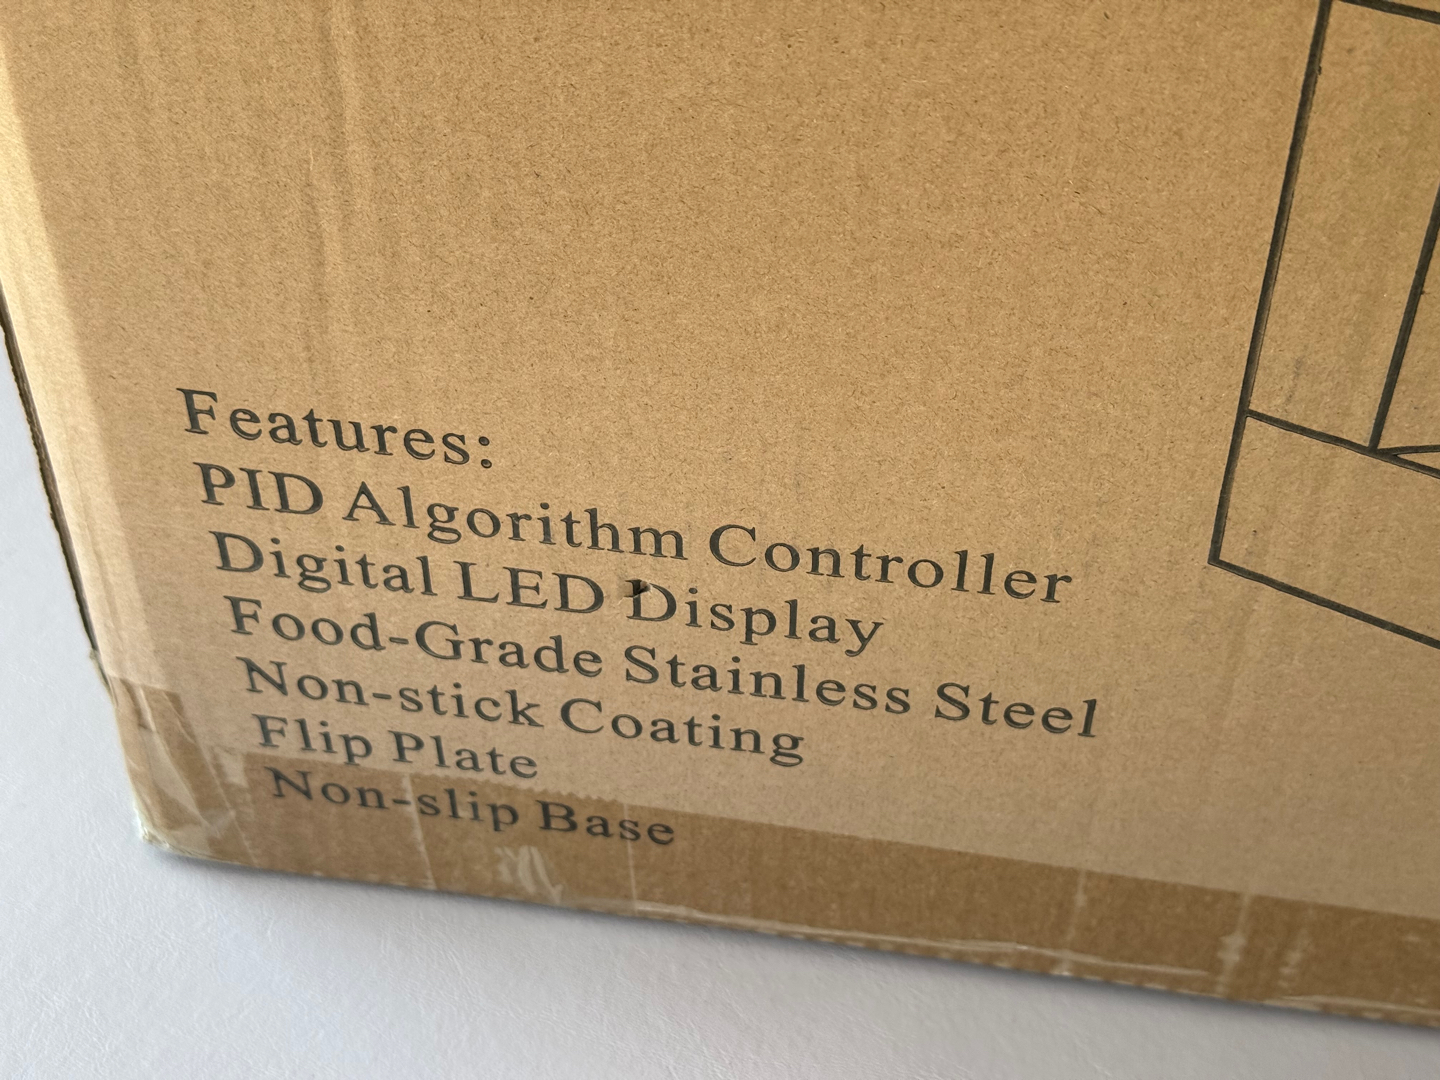 Features:
PID Algorithm Controller
Digital LED Display
Food-Grade Stainless Steel
Non-stick Coating
Flip Plate
Non-slip Base